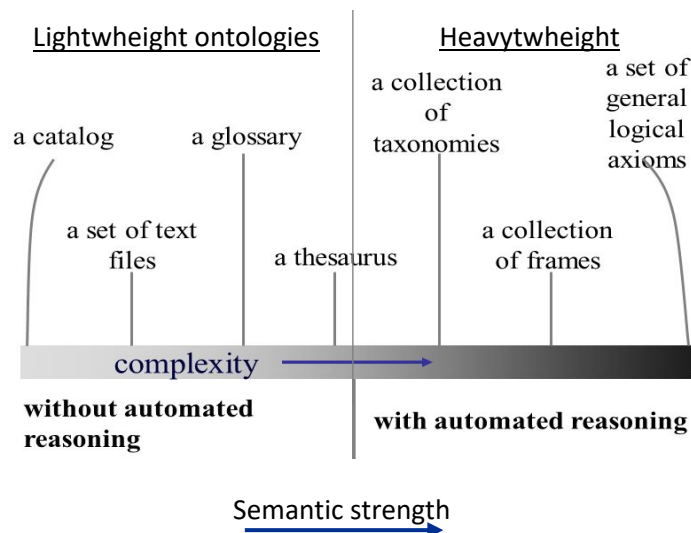 Lightwheight ontologies
Heavytwheight
a catalog
a glossary
a collection
of
taxonomies
a set of
general
logical
axioms
a set of text
files
a thesaurus
a collection
of frames
complexity
without automated
reasoning
with automated reasoning
Semantic strength